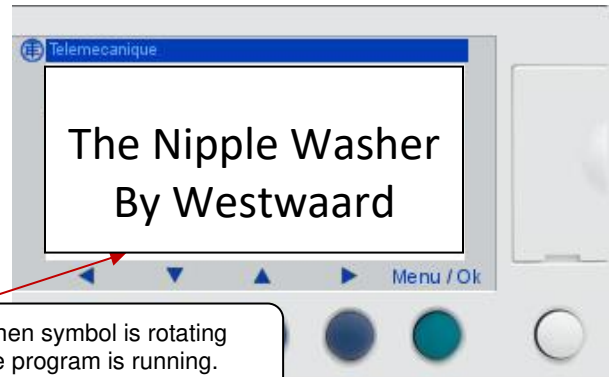 Telemecanique
The Nipple Washer
By Westwaard
Menu / Ok
symbol is rotating
program is running.